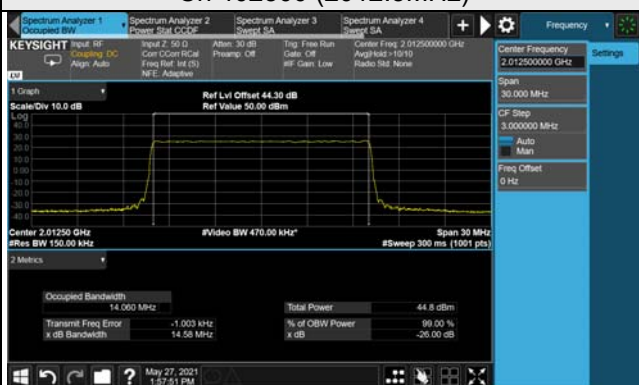 Ch 402500 (2012.5MHz)
Spectrum Analyzer 1
Occupied BW
Spectrum Analyzer 2
Power Stat CCDF
Spectrum Analyzer 3
Swept SA
Spectrum Analyzer 4
Swept SA
Frequency
KEYSIGHT
Input: RF
Coupling: DC
Align: Auto
Input Z: 50 Ω
Corr CCorr RCal
Freq Ref: Int (S)
NFE: Adaptive
Atten: 30 dB
Preamp: Off
Trig: Free Run
Gate: Off
#IF Gain: Low
Center Freq: 2.012500000 GHz
Avg|Hold:>10/10
Radio Std: None
LXI
Center Frequency
2.012500000 GHz
Settings
Span
30.000 MHz
CF Step
3.000000 MHz
Auto
Man
Freq Offset
0 Hz
1 Graph
Scale/Div 10.0 dB
Ref Lvl Offset 44.30 dB
Ref Value 50.00 dBm
Log
40.0
30.0
20.0
10.0
0.00
-10.0
-20.0
-30.0
-40.0
Center 2.01250 GHz
#Res BW 150.00 kHz
#Video BW 470.00 kHz*
Span 30 MHz
#Sweep 300 ms (1001 pts)
2 Metrics
Occupied Bandwidth
14.060 MHz
Total Power 44.8 dBm
Transmit Freq Error -1.003 kHz
% of OBW Power 99.00 %
x dB Bandwidth 14.58 MHz
x dB -26.00 dB
May 27, 2021
1:57:51 PM